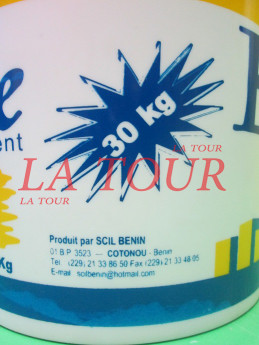 30 kg
ent
LA TOUR
LA TOUR
LA TOUR
Kg
Produit par SCIL BENIN
01 B.P 3523 - COTONOU - Benin
Tel (229) 21 33 86 50 Fax (229) 21 33 48 05
E-mail scilbenin@hotmail.com